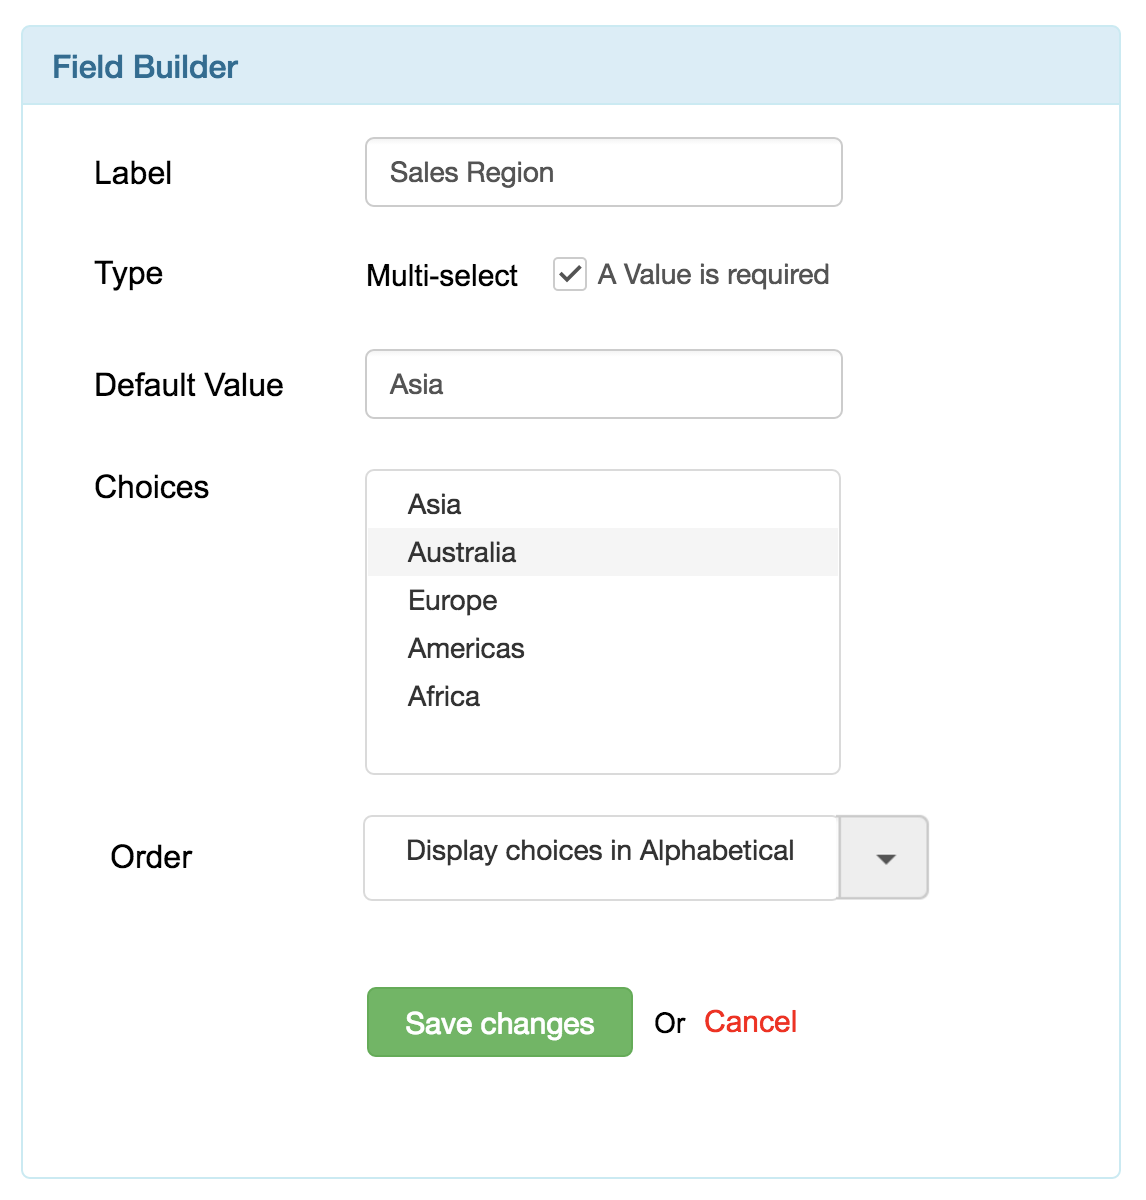 Field Builder
Label
Sales Region
Type
Multi-select
A Value is required
Default Value
Asia
Choices
Asia
Australia
Europe
Americas
Africa
Order
Display choices in Alphabetical
Save changes
Or
Cancel